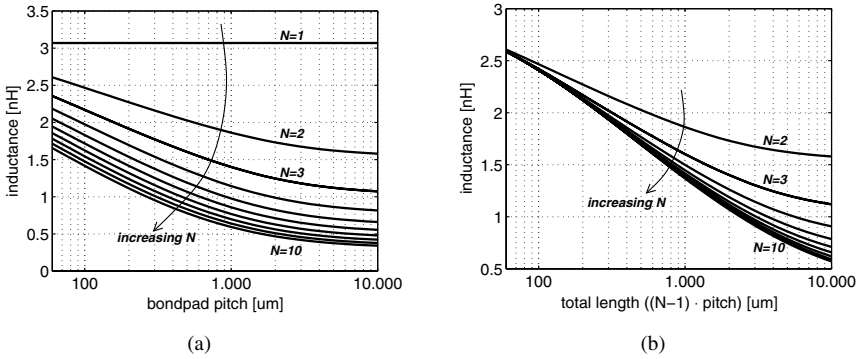 3.5
3
2.5
2
1.5
1
0.5
0
inductance [nH]
N=1
N=2
N=3
increasing N
N=10
100
1.000
10.000
bondpad pitch [um]
(a)
3
2.5
2
1.5
1
0.5
inductance [nH]
N=2
N=3
increasing N
N=10
100
1.000
10.000
total length ((N−1) · pitch) [um]
(b)